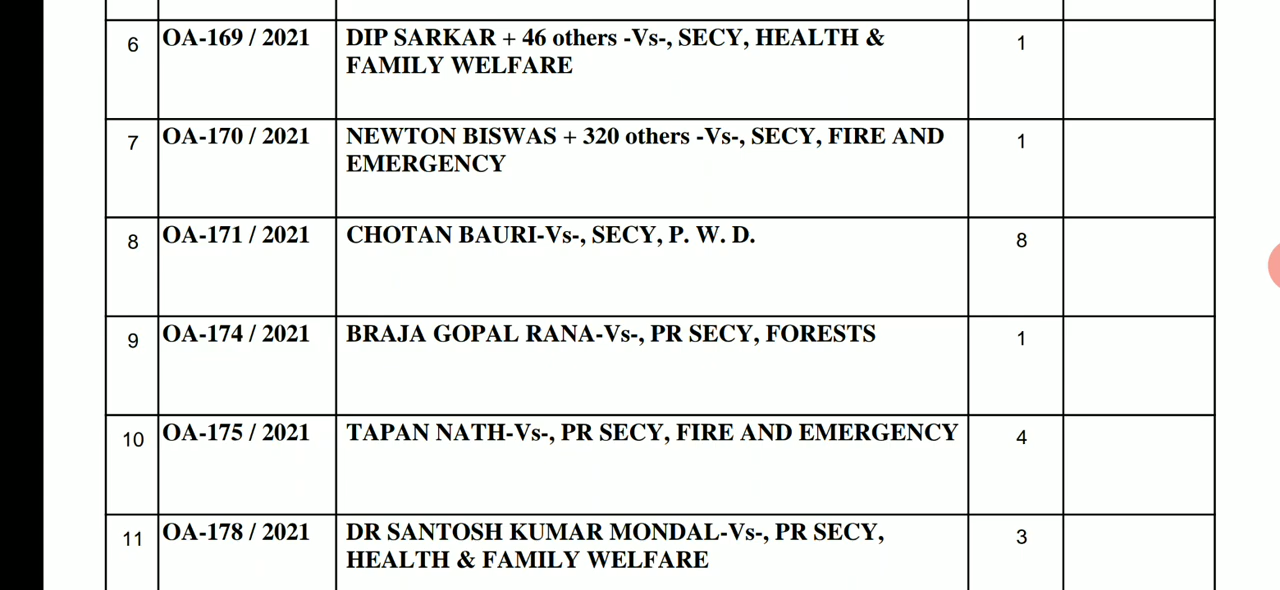 6 OA-169 / 2021 DIP SARKAR + 46 others -Vs-, SECY, HEALTH & 1
FAMILY WELFARE
7 OA-170 / 2021 NEWTON BISWAS + 320 others -Vs-, SECY, FIRE AND 1
EMERGENCY
8 OA-171 / 2021 CHOTAN BAURI-Vs-, SECY, P. W. D. 8
9 OA-174 / 2021 BRAJA GOPAL RANA-Vs-, PR SECY, FORESTS 1
10 OA-175 / 2021 TAPAN NATH-Vs-, PR SECY, FIRE AND EMERGENCY 4
11 OA-178 / 2021 DR SANTOSH KUMAR MONDAL-Vs-, PR SECY, 3
HEALTH & FAMILY WELFARE